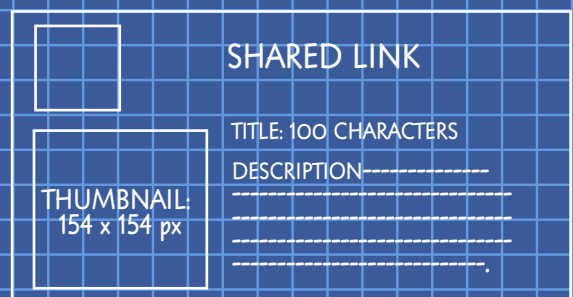 SHARED LINK
TITLE: 100 CHARACTERS
DESCRIPTION--------------
THUMBNAIL:
154 x 154 px